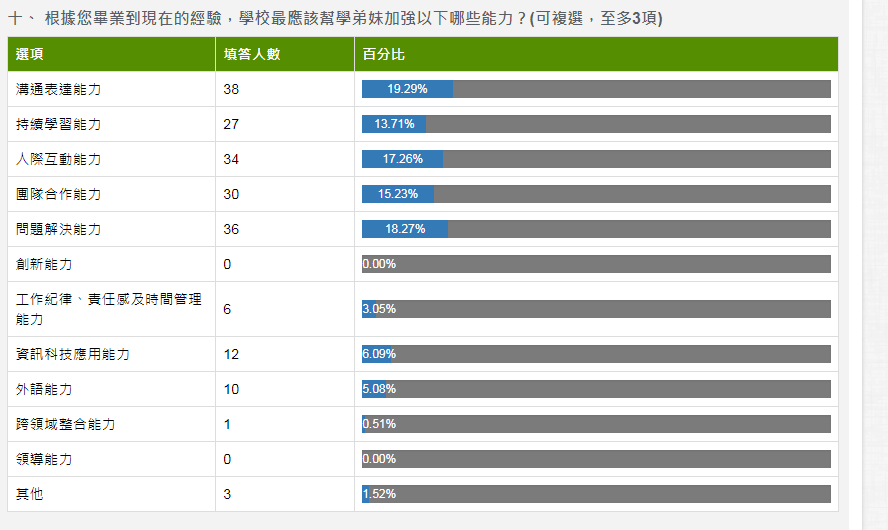 十、 根據您畢業到現在的經驗，學校最應該幫學弟妹加強以下哪些能力？(可複選，至多3項)
選項 填答人數 百分比
溝通表達能力 38 19.29%
持續學習能力 27 13.71%
人際互動能力 34 17.26%
團隊合作能力 30 15.23%
問題解決能力 36 18.27%
創新能力 0 0.00%
工作紀律、責任感及時間管理
能力 6 3.05%
資訊科技應用能力 12 6.09%
外語能力 10 5.08%
跨領域整合能力 1 0.51%
領導能力 0 0.00%
其他 3 1.52%